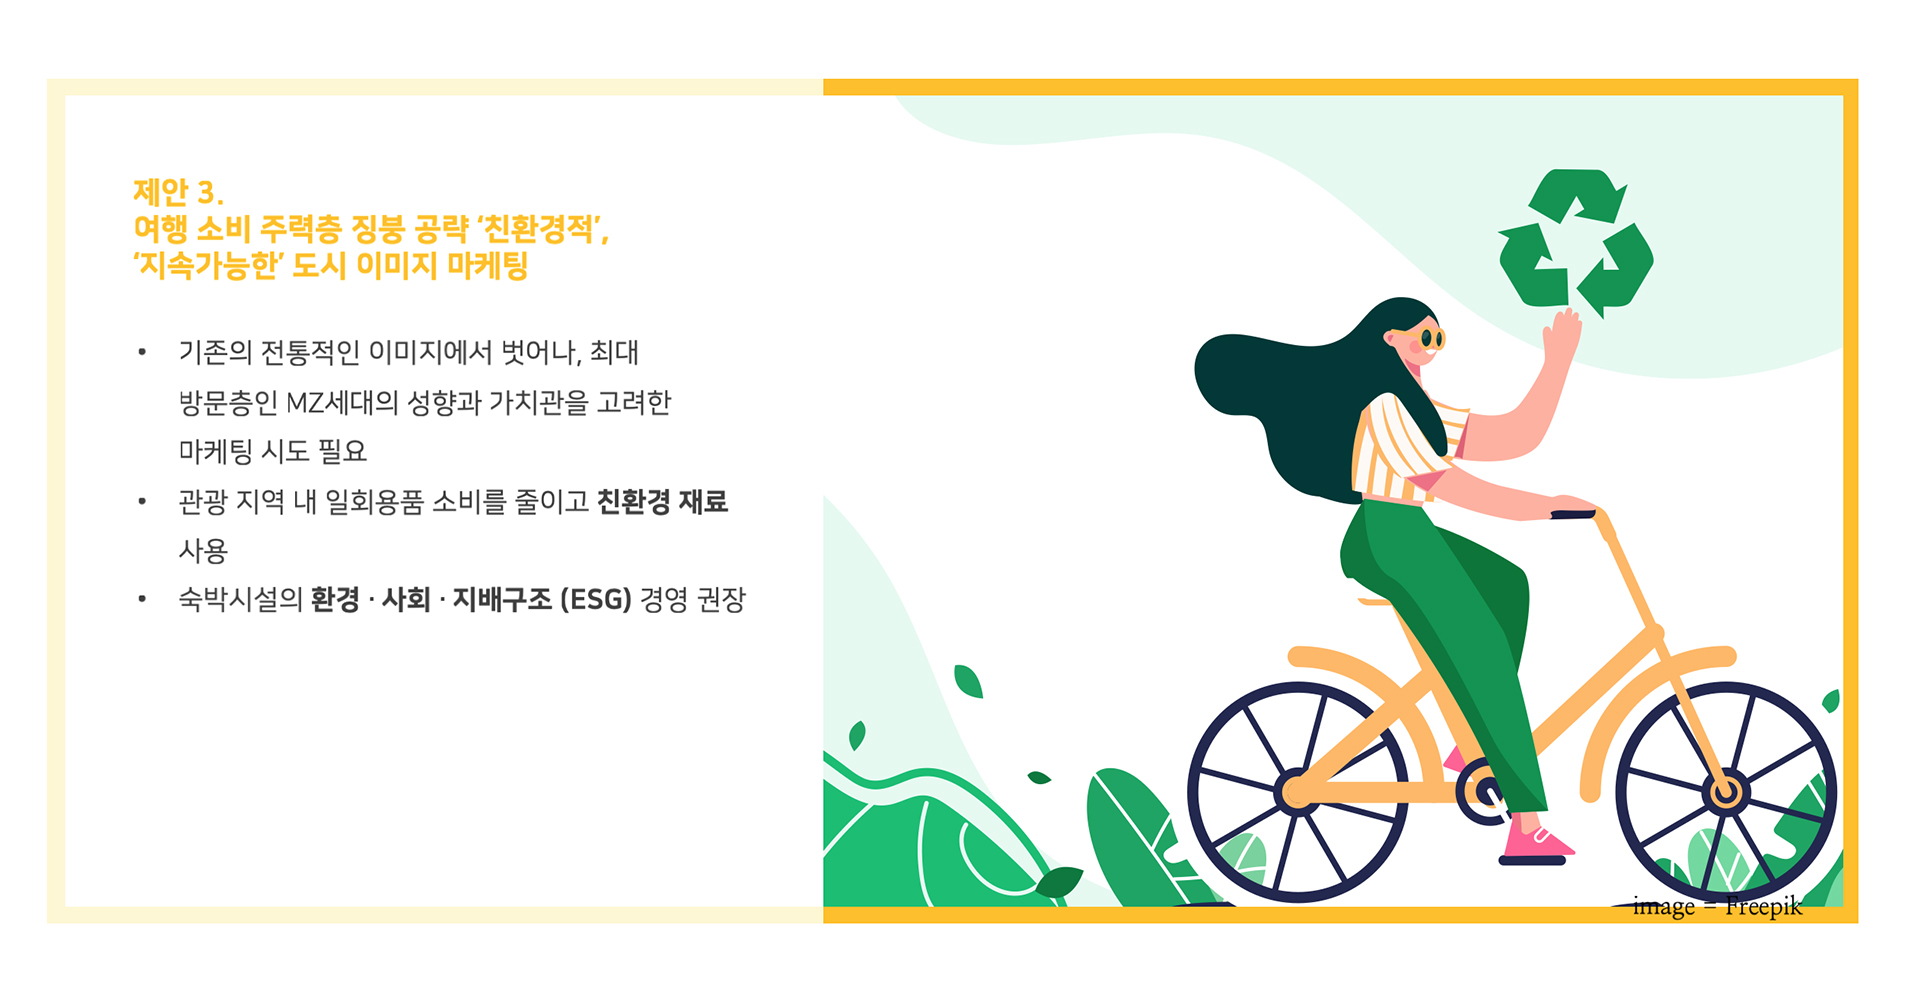 제안 3.
여행 소비 주력층 징붕 공략 ‘친환경적’,
‘지속가능한’ 도시 이미지 마케팅
• 기존의 전통적인 이미지에서 벗어나, 최대
방문층인 MZ세대의 성향과 가치관을 고려한
마케팅 시도 필요
• 관광 지역 내 일회용품 소비를 줄이고 친환경 재료
사용
• 숙박시설의 환경 · 사회 · 지배구조 (ESG) 경영 권장
image = Freepik